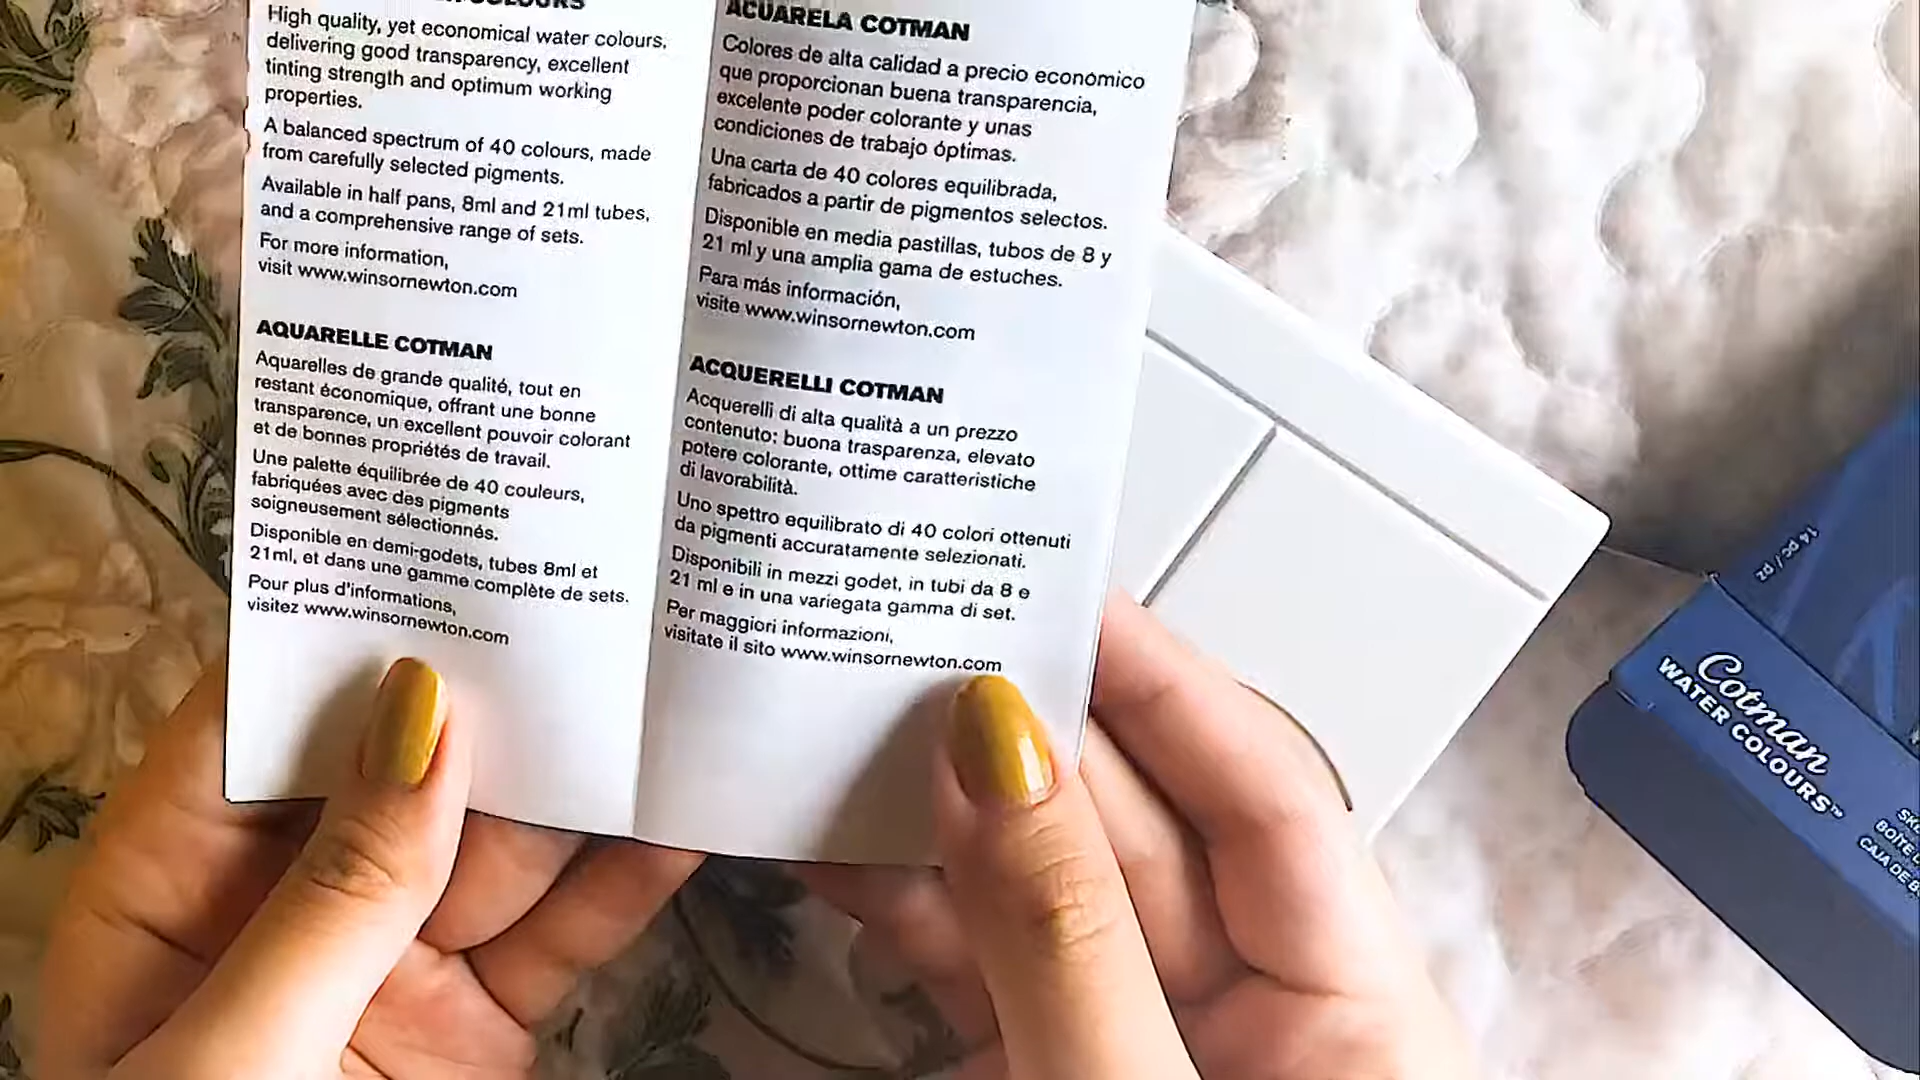 COLOURS
High quality, yet economical water colours,
delivering good transparency, excellent
tinting strength and optimum working
properties.
A balanced spectrum of 40 colours, made
from carefully selected pigments.
Available in half pans, 8ml and 21ml tubes,
and a comprehensive range of sets.
For more information,
visit www.winsornewton.com
AQUARELLE COTMAN
Aquarelles de grande qualité, tout en
restant économique, offrant une bonne
transparence, un excellent pouvoir colorant
et de bonnes propriétés de travail.
Une palette équilibrée de 40 couleurs,
fabriquées avec des pigments
soigneusement sélectionnés.
Disponible en demi-godets, tubes 8ml et
21ml, et dans une gamme complète de sets.
Pour plus d'informations,
visitez www.winsornewton.com
ACUARELA COTMAN
Colores de alta calidad a precio económico
que proporcionan buena transparencia,
excelente poder colorante y unas
condiciones de trabajo óptimas.
Una carta de 40 colores equilibrada,
fabricados a partir de pigmentos selectos.
Disponible en media pastillas, tubos de 8 y
21 ml y una amplia gama de estuches.
Para más información,
visite www.winsornewton.com
ACQUERELLI COTMAN
Acquerelli di alta qualità a un prezzo
contenuto: buona trasparenza, elevato
potere colorante, ottime caratteristiche
di lavorabilità.
Uno spettro equilibrato di 40 colori ottenuti
da pigmenti accuratamente selezionati.
Disponibili in mezzi godet, in tubi da 8 e
21 ml e in una variegata gamma di set.
Per maggiori informazioni,
visitate il sito www.winsornewton.com
14 pc / pz
Cotman
WATER COLOURS™
BOÎTE
CAJA DE